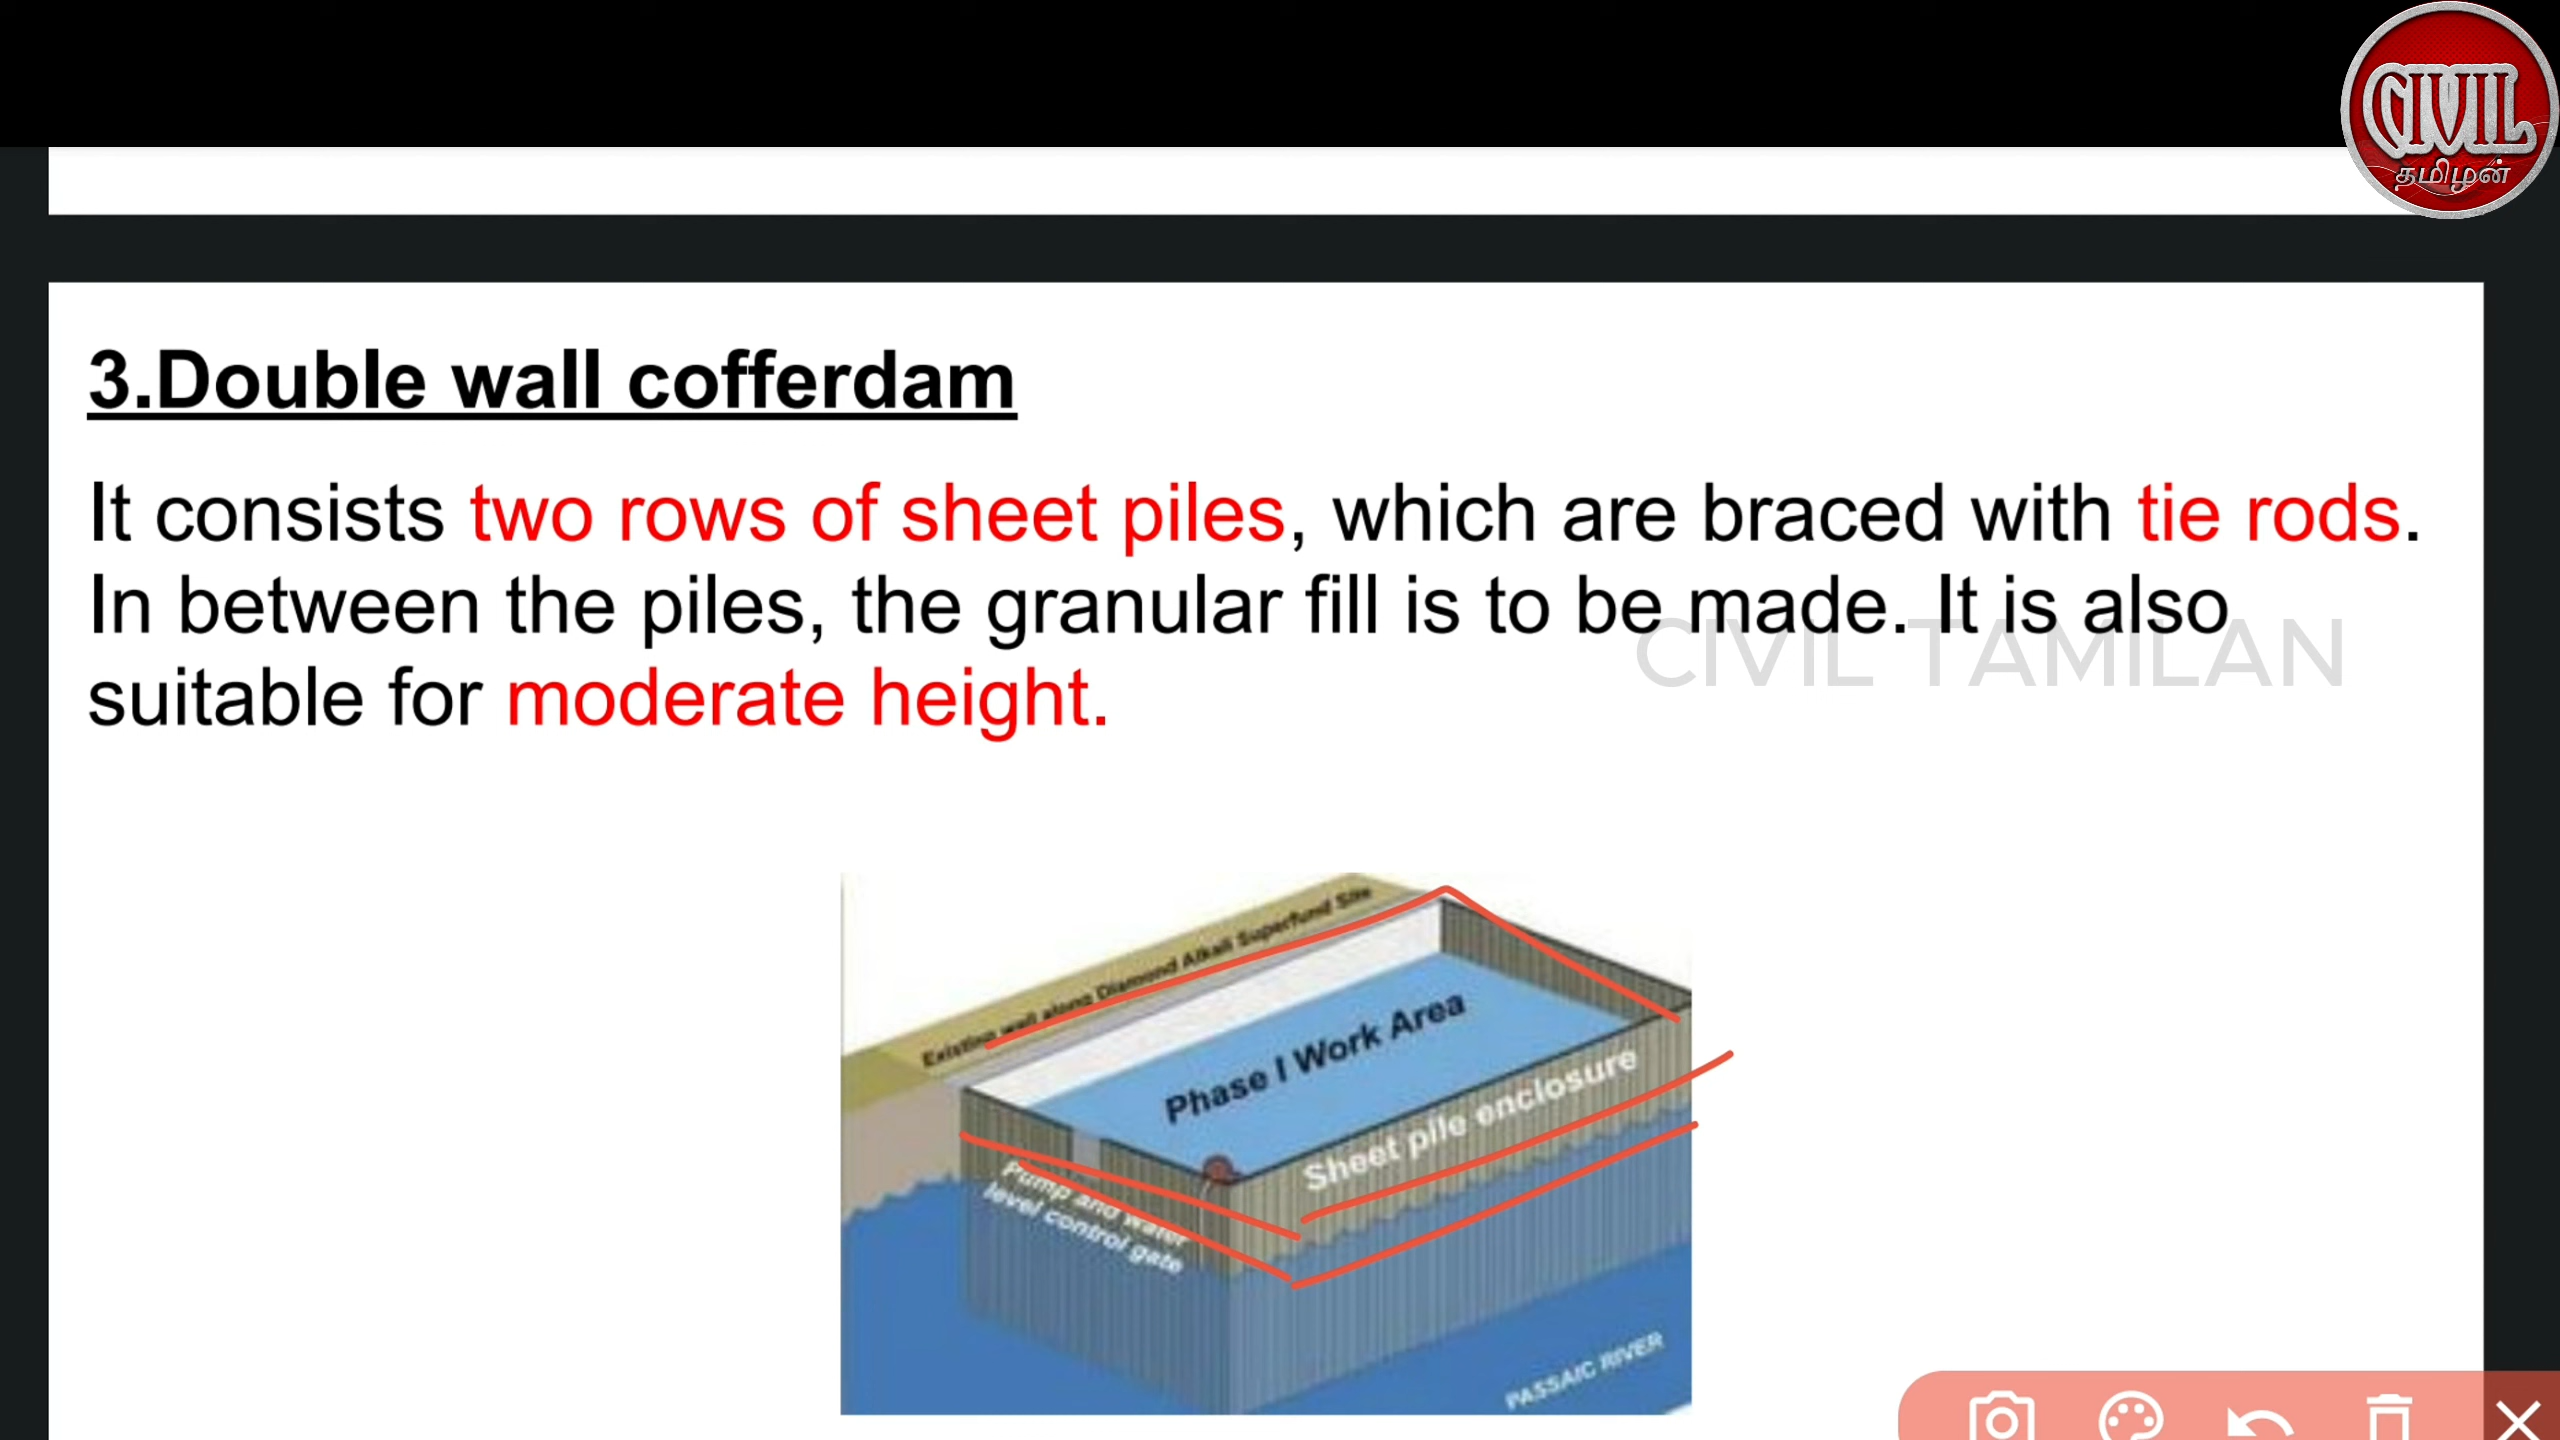 CIVIL
தமிழன்
3.Double wall cofferdam
It consists two rows of sheet piles, which are braced with tie rods.
In between the piles, the granular fill is to be made. It is also
suitable for moderate height.
CIVIL TAMILAN
Existing wall along Diamond Alkali Superfund Site
Phase I Work Area
Sheet pile enclosure
Pump and water
level control gate
PASSAIC RIVER